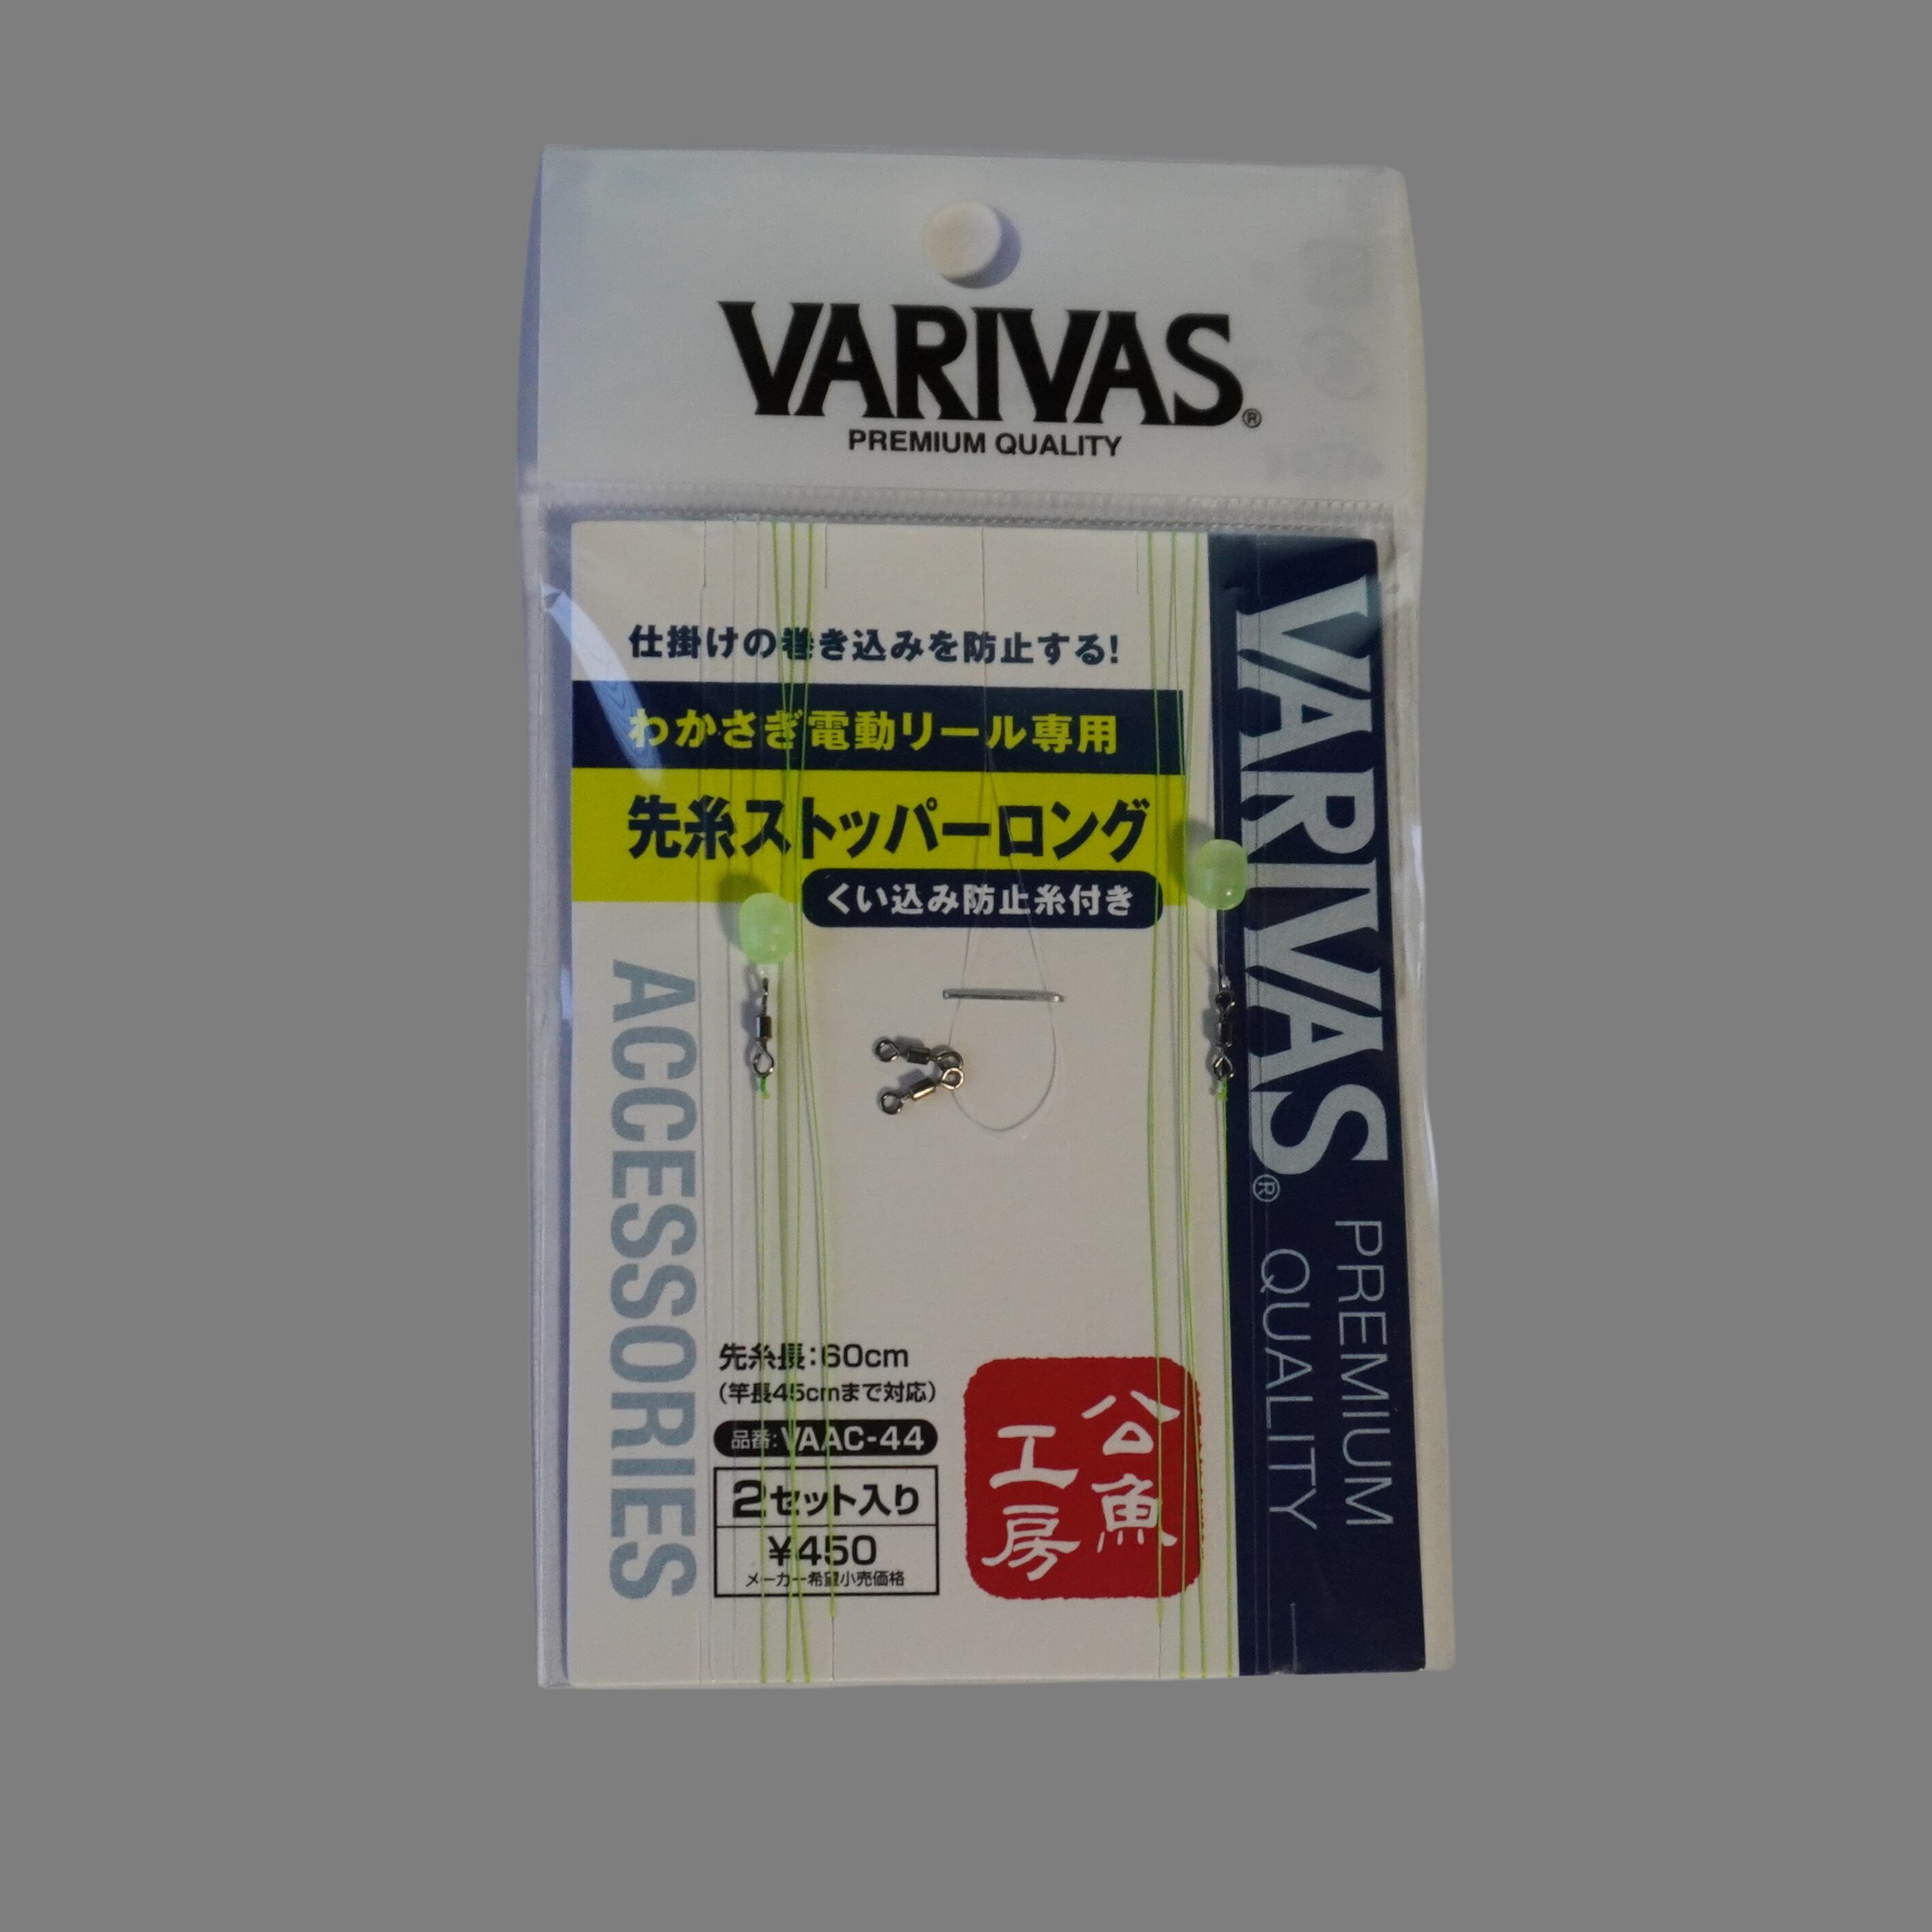 VARIVAS®
PREMIUM QUALITY
仕掛けの巻き込みを防止する!
わかさぎ電動リール専用
先糸ストッパーロング
くい込み防止糸付き
ACCESSORIES
VARIVAS®
PREMIUM
QUALITY
先糸長:60cm
(竿長45cmまで対応)
品番:VAAC-44
2セット入り
¥450
メーカー希望小売価格
公魚
工房